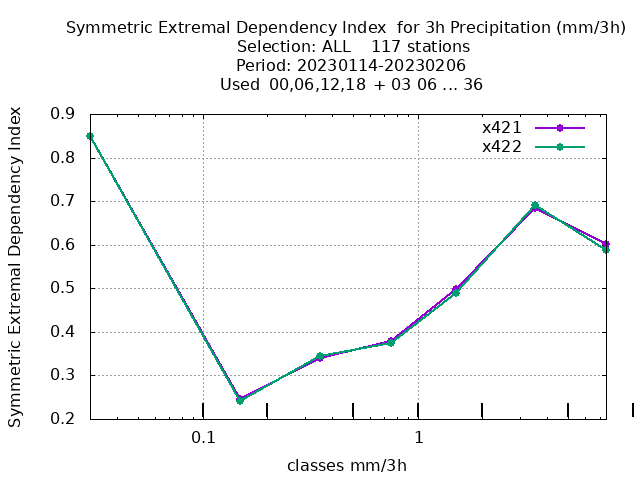 Symmetric Extremal Dependency Index  for 3h Precipitation (mm/3h)
Selection: ALL    117 stations
Period: 20230114-20230206
Used  00,06,12,18  + 03 06 ... 36
Symmetric Extremal Dependency Index
0.9
0.8
0.7
0.6
0.5
0.4
0.3
0.2
x421
x422
0.1
1
classes mm/3h